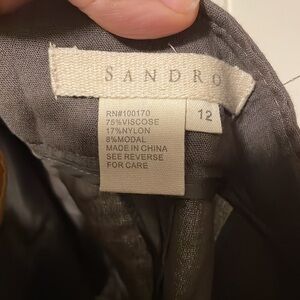 SANDRO
12
RN#100170
75%VISCOSE
17%NYLON
8%MODAL
MADE IN CHINA
SEE REVERSE
FOR CARE